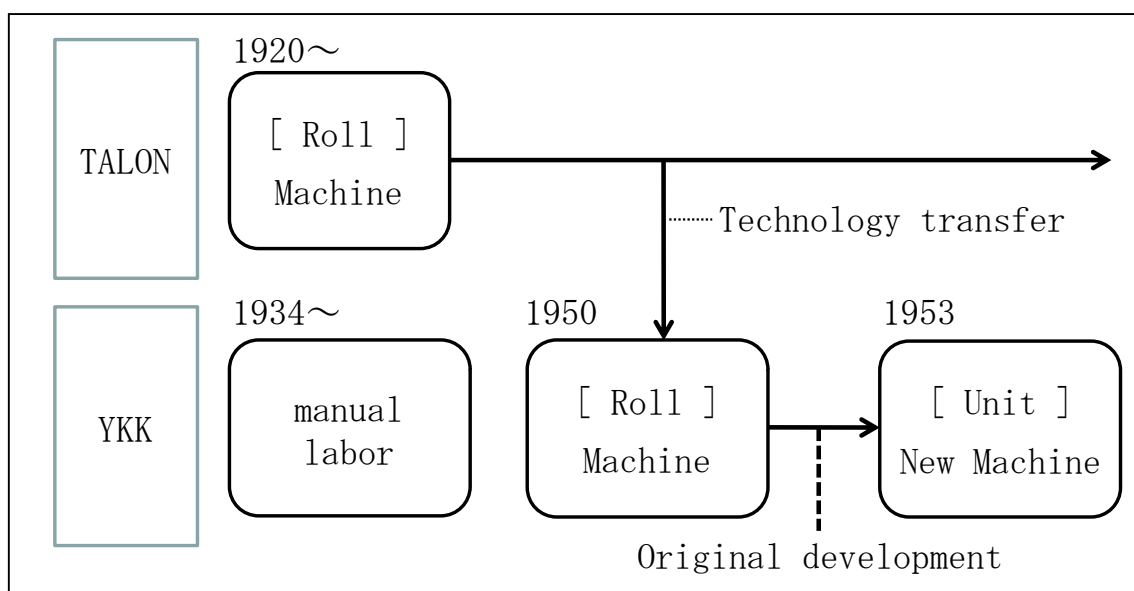 1920～
TALON
[ Roll ]
Machine
Technology transfer
1934～
1950
1953
YKK
manual
labor
[ Roll ]
Machine
[ Unit ]
New Machine
Original development